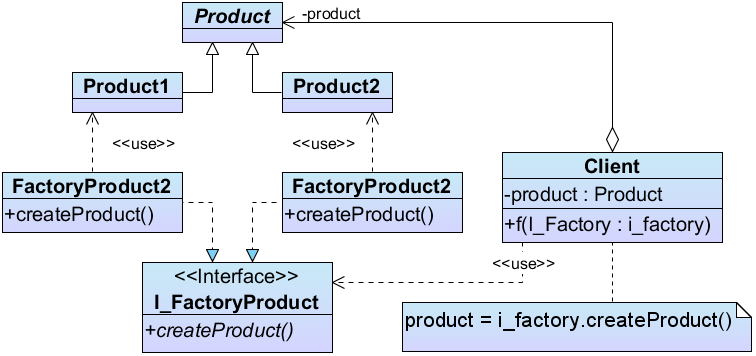 Product
-product
Product1
Product2
<<use>>
<<use>>
FactoryProduct2
+createProduct()
FactoryProduct2
+createProduct()
Client
-product : Product
+f(I_Factory : i_factory)
<<use>>
<<Interface>>
I_FactoryProduct
+createProduct()
product = i_factory.createProduct()